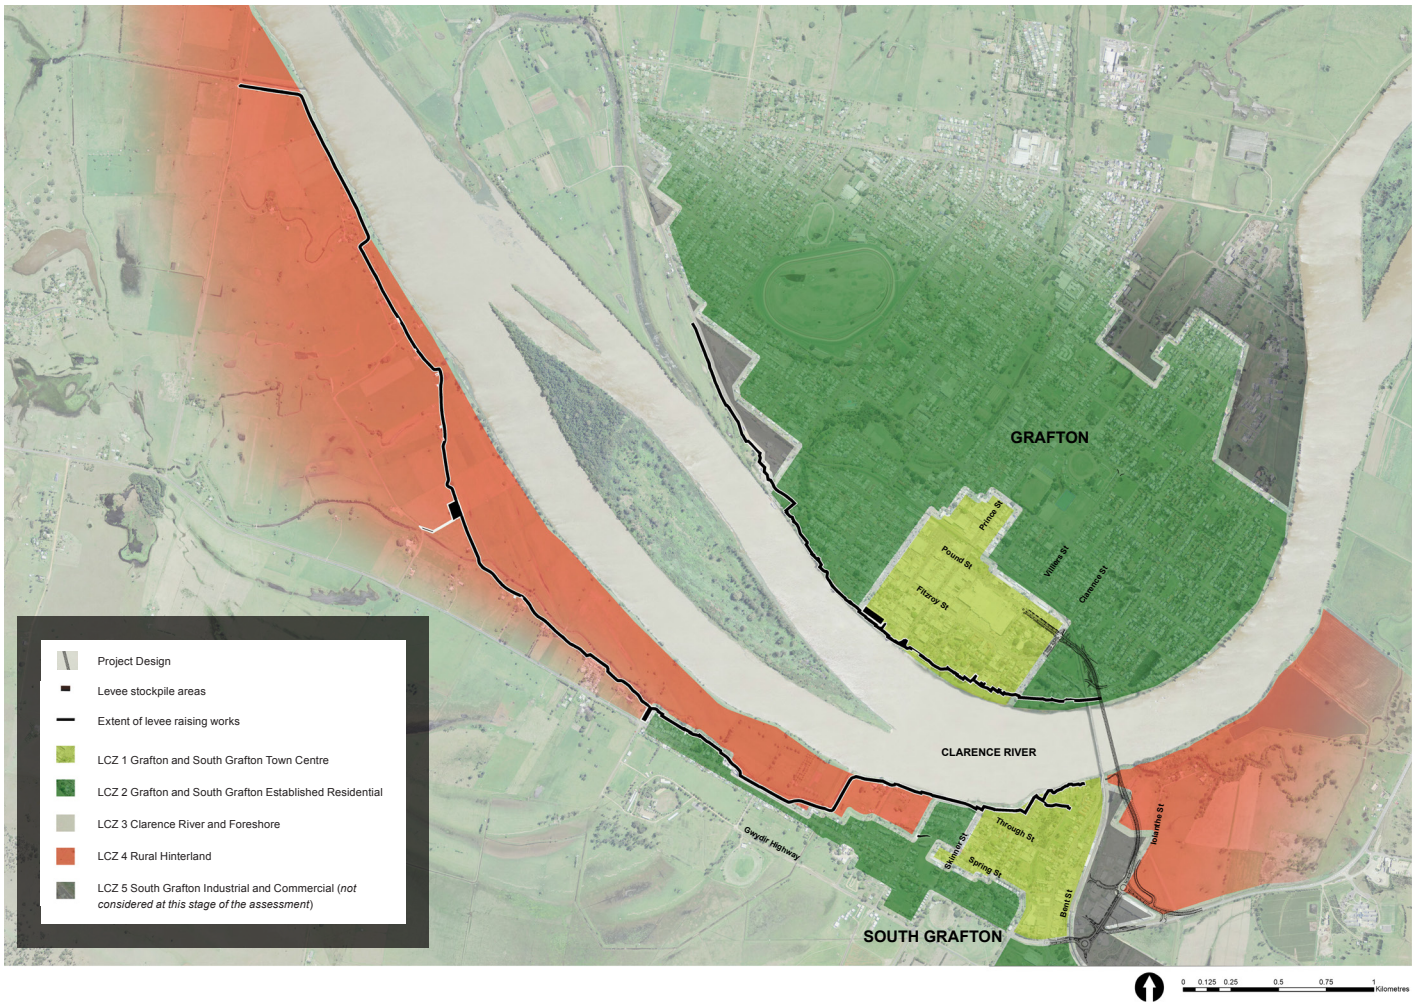 GRAFTON
Prince St
Pound St
Villiers St
Clarence St
Fitzroy St
CLARENCE RIVER
Iolanthe St
Through St
Skinner St
Gwydir Highway
Spring St
Bent St
SOUTH GRAFTON
Project Design
Levee stockpile areas
Extent of levee raising works
LCZ 1 Grafton and South Grafton Town Centre
LCZ 2 Grafton and South Grafton Established Residential
LCZ 3 Clarence River and Foreshore
LCZ 4 Rural Hinterland
LCZ 5 South Grafton Industrial and Commercial (not
considered at this stage of the assessment)
0 0.125 0.25 0.5 0.75 1
Kilometres